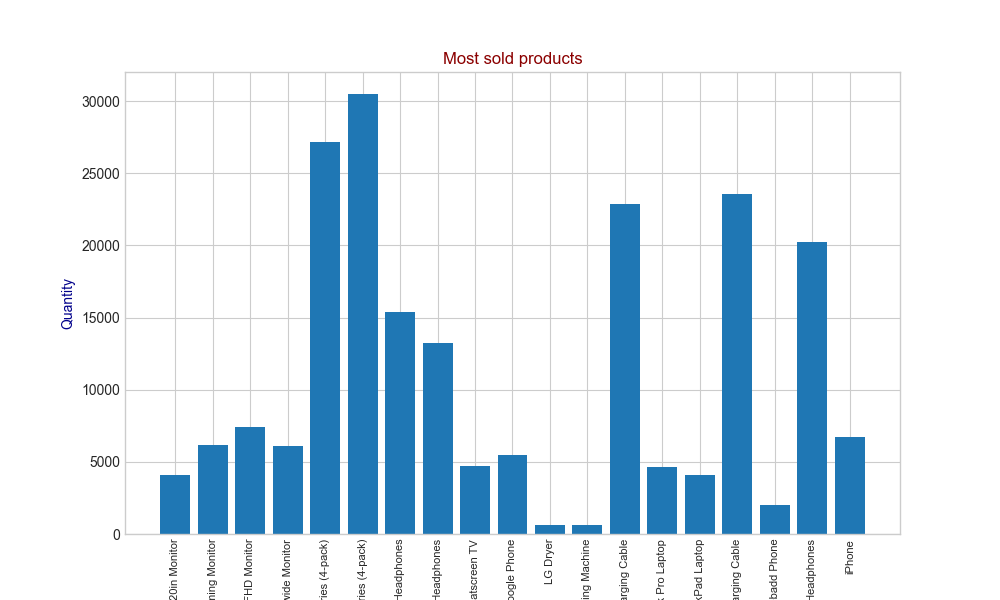 Most sold products
Quantity
30000
25000
20000
15000
10000
5000
0
20in Monitor
ning Monitor
FHD Monitor
wide Monitor
ries (4-pack)
ries (4-pack)
Headphones
Headphones
atscreen TV
oogle Phone
LG Dryer
ing Machine
arging Cable
k Pro Laptop
kPad Laptop
arging Cable
badd Phone
Headphones
iPhone